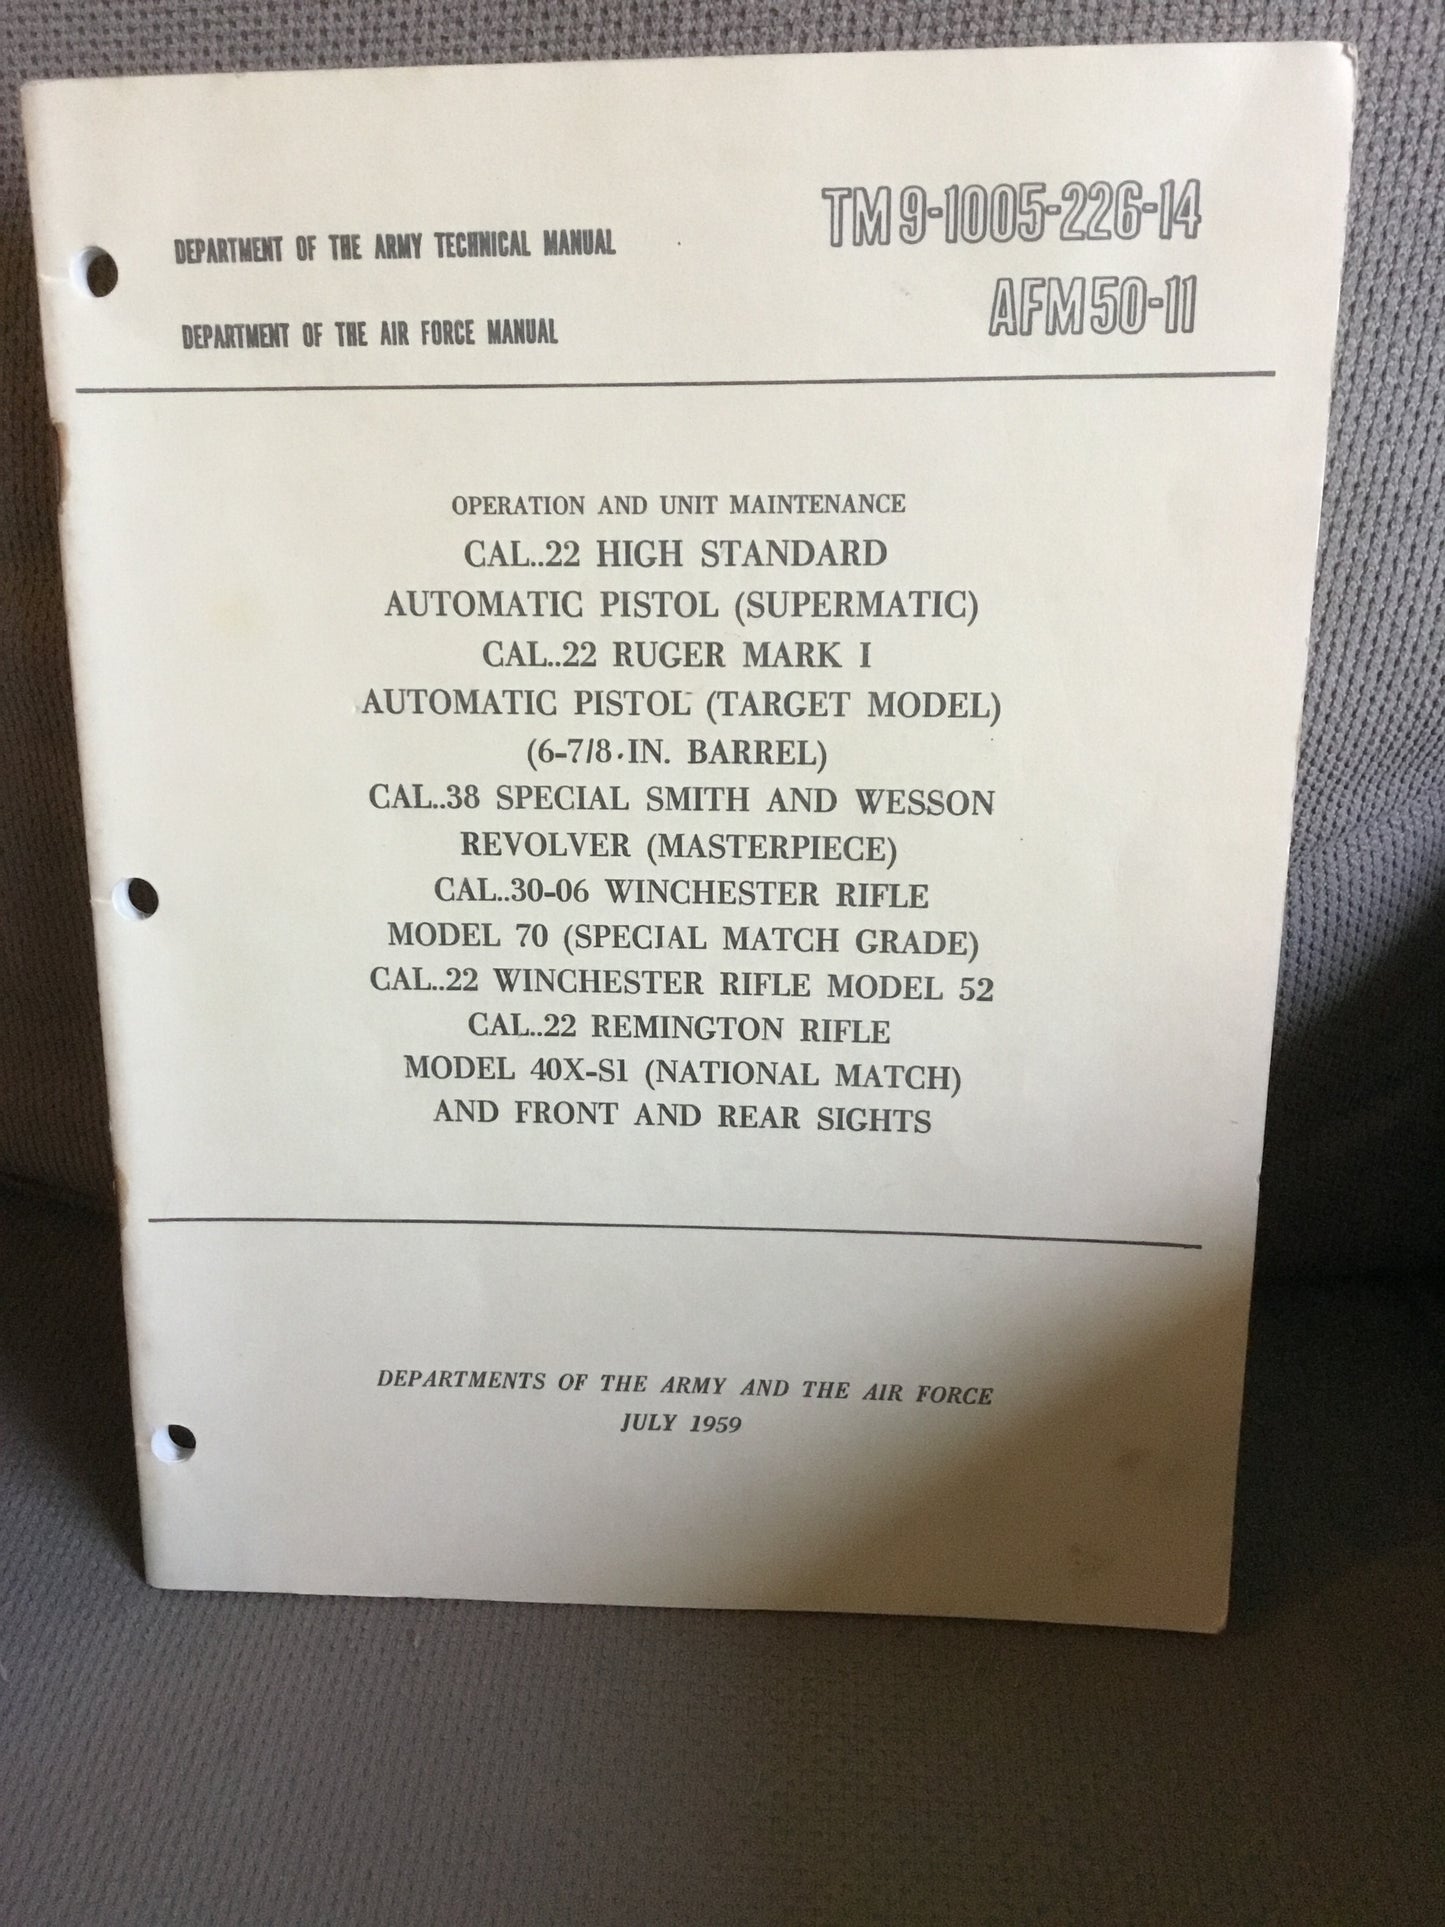 DEPARTMENT OF THE ARMY TECHNICAL MANUAL
TM 9-1005-226-14
DEPARTMENT OF THE AIR FORCE MANUAL
AFM 50-11
OPERATION AND UNIT MAINTENANCE
CAL..22 HIGH STANDARD
AUTOMATIC PISTOL (SUPERMATIC)
CAL..22 RUGER MARK I
AUTOMATIC PISTOL (TARGET MODEL)
(6-7/8-IN. BARREL)
CAL..38 SPECIAL SMITH AND WESSON
REVOLVER (MASTERPIECE)
CAL..30-06 WINCHESTER RIFLE
MODEL 70 (SPECIAL MATCH GRADE)
CAL..22 WINCHESTER RIFLE MODEL 52
CAL..22 REMINGTON RIFLE
MODEL 40X-S1 (NATIONAL MATCH)
AND FRONT AND REAR SIGHTS
DEPARTMENTS OF THE ARMY AND THE AIR FORCE
JULY 1959